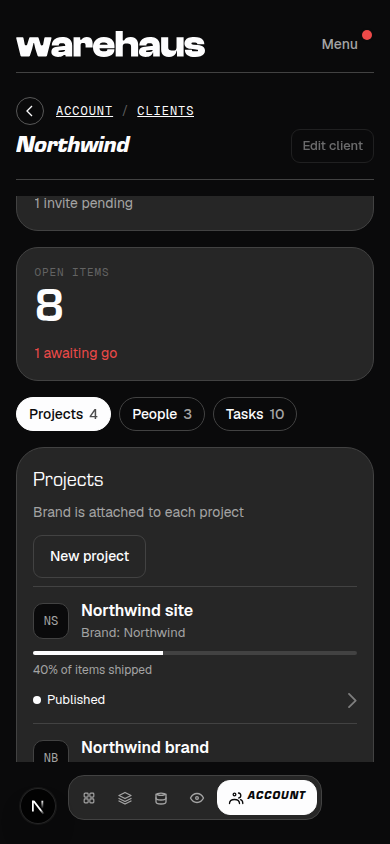 warehaus
Menu
ACCOUNT / CLIENTS
Northwind
Edit client
1 invite pending
OPEN ITEMS
8
1 awaiting go
Projects 4
People 3
Tasks 10
Projects
Brand is attached to each project
New project
NS
Northwind site
Brand: Northwind
40% of items shipped
Published
NB
Northwind brand
N
ACCOUNT